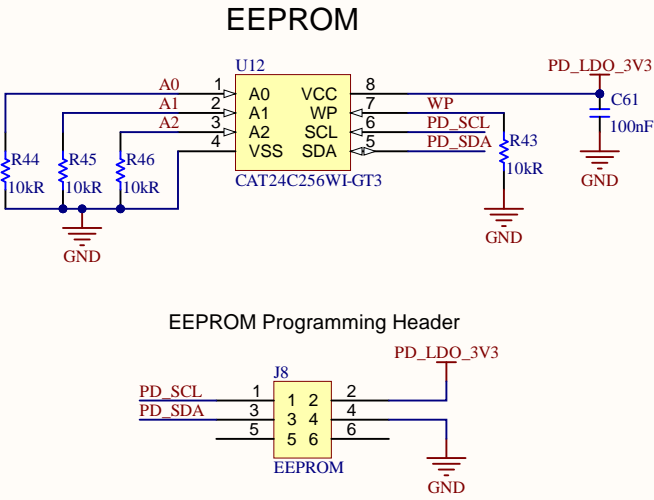 EEPROM
U12
PD_LDO_3V3
A0 1 A0 VCC 8
A1 2 A1 WP 7 WP
A2 3 A2 SCL 6 PD_SCL
4 VSS SDA 5 PD_SDA
C61
100nF
CAT24C256WI-GT3
R44
10kR
R45
10kR
R46
10kR
R43
10kR
GND
GND
GND
EEPROM Programming Header
PD_LDO_3V3
J8
PD_SCL 1 1 2 2
PD_SDA 3 3 4 4
5 5 6 6
EEPROM
GND